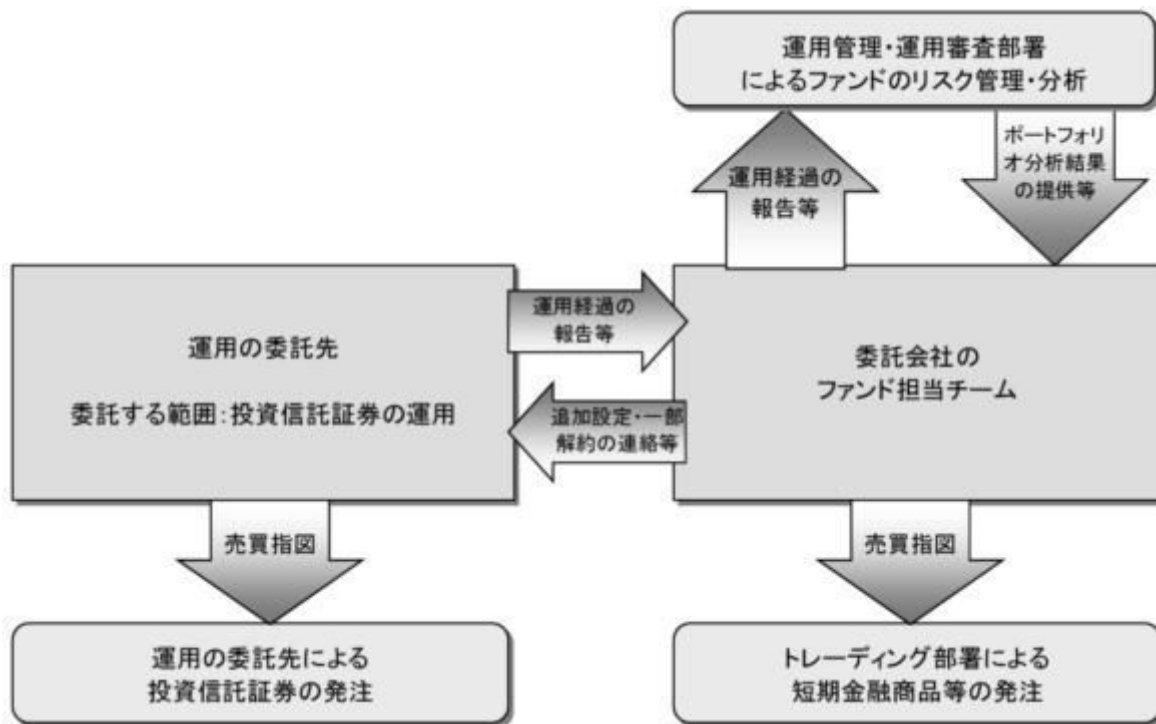 運用管理・運用審査部署
によるファンドのリスク管理・分析
運用経過の
報告等
ポートフォリ
オ分析結果
の提供等
運用の委託先
委託する範囲：投資信託証券の運用
運用経過の
報告等
追加設定・一部
解約の連絡等
委託会社の
ファンド担当チーム
売買指図
売買指図
運用の委託先による
投資信託証券の発注
トレーディング部署による
短期金融商品等の発注